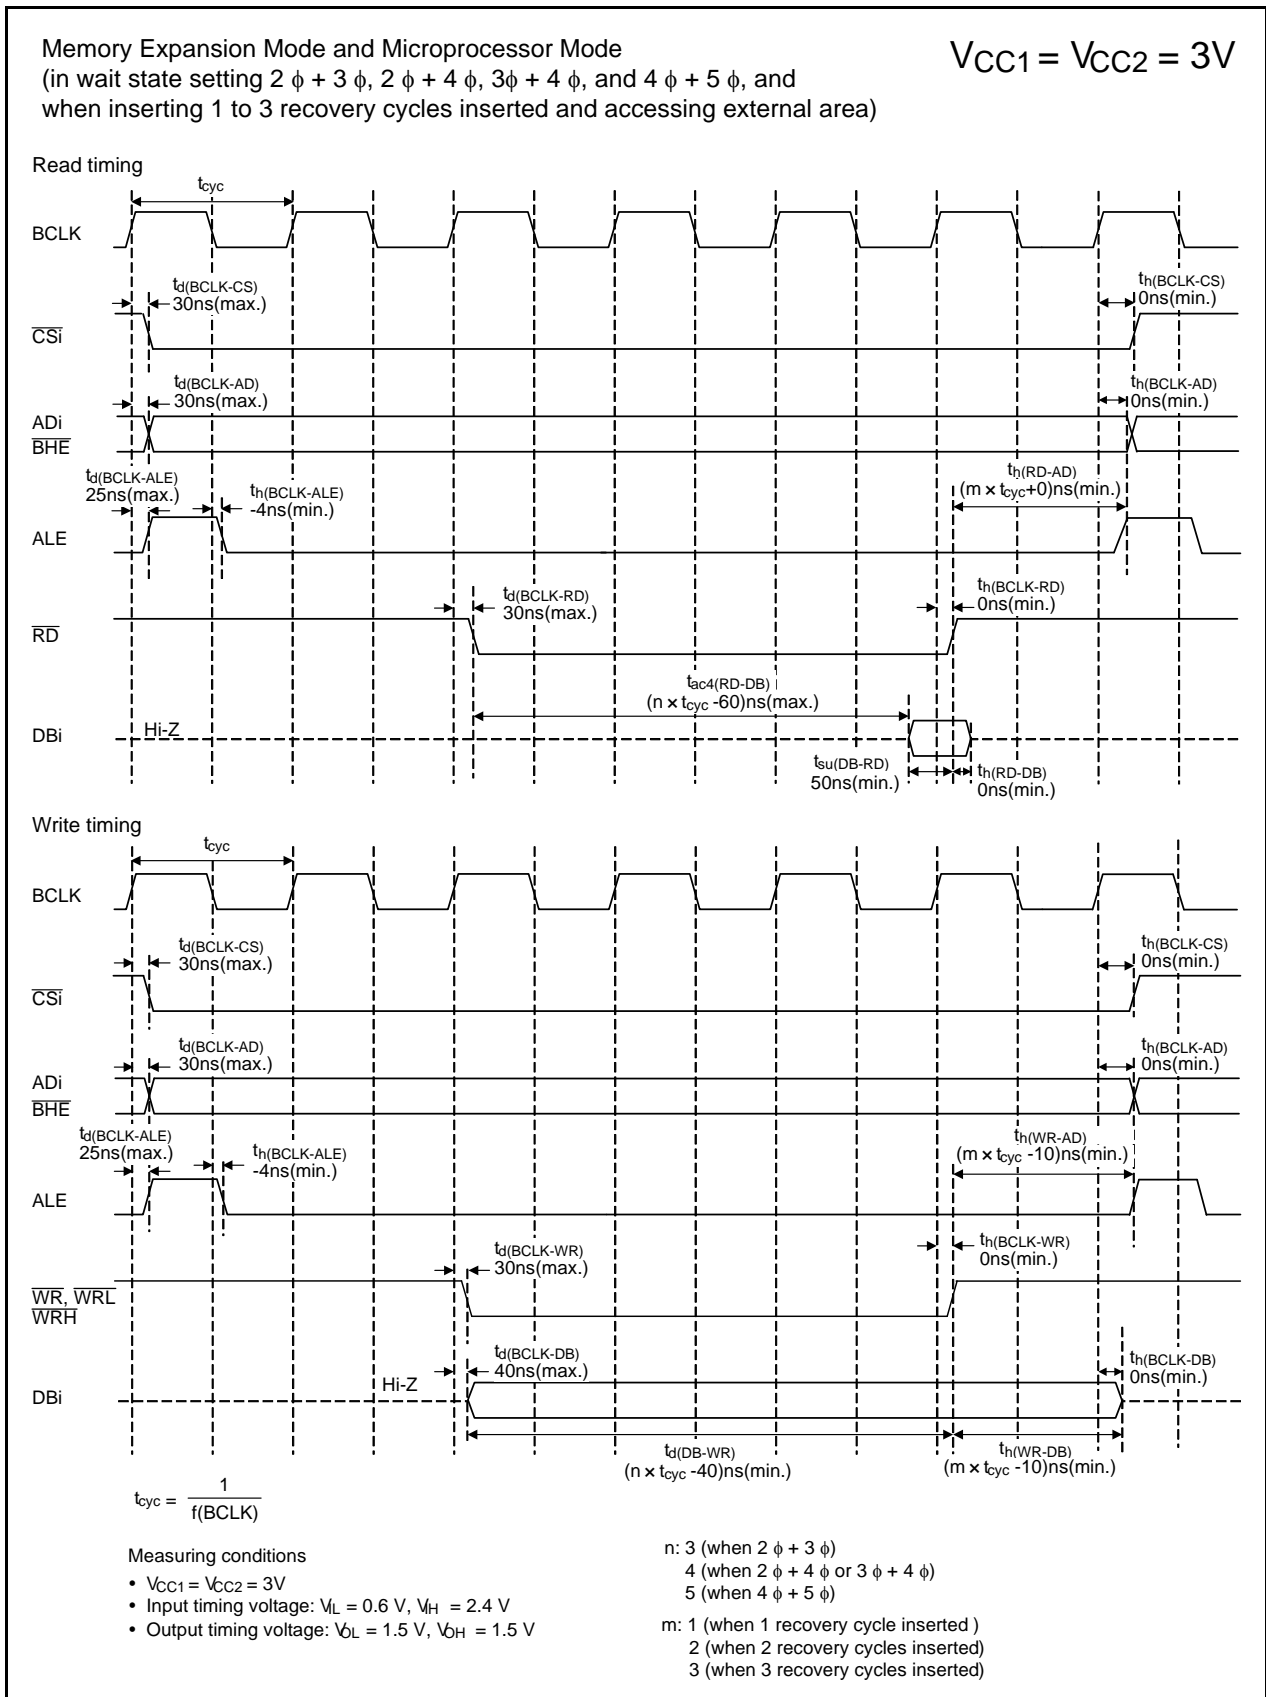 Memory Expansion Mode and Microprocessor Mode
(in wait state setting 2 ϕ + 3 ϕ, 2 ϕ + 4 ϕ, 3ϕ + 4 ϕ, and 4 ϕ + 5 ϕ, and
when inserting 1 to 3 recovery cycles inserted and accessing external area)
VCC1 = VCC2 = 3V
Read timing
tcyc
BCLK
td(BCLK-CS)
30ns(max.)
th(BCLK-CS)
0ns(min.)
CSi
td(BCLK-AD)
30ns(max.)
th(BCLK-AD)
0ns(min.)
ADi
BHE
td(BCLK-ALE)
25ns(max.)
th(BCLK-ALE)
-4ns(min.)
th(RD-AD)
(m × tcyc+0)ns(min.)
ALE
td(BCLK-RD)
30ns(max.)
th(BCLK-RD)
0ns(min.)
RD
tac4(RD-DB)
(n × tcyc -60)ns(max.)
DBi
Hi-Z
tsu(DB-RD)
50ns(min.)
th(RD-DB)
0ns(min.)
Write timing
tcyc
BCLK
td(BCLK-CS)
30ns(max.)
th(BCLK-CS)
0ns(min.)
CSi
td(BCLK-AD)
30ns(max.)
th(BCLK-AD)
0ns(min.)
ADi
BHE
td(BCLK-ALE)
25ns(max.)
th(BCLK-ALE)
-4ns(min.)
th(WR-AD)
(m × tcyc -10)ns(min.)
ALE
td(BCLK-WR)
30ns(max.)
th(BCLK-WR)
0ns(min.)
WR, WRL
WRH
td(BCLK-DB)
40ns(max.)
th(BCLK-DB)
0ns(min.)
DBi
Hi-Z
td(DB-WR)
(n × tcyc -40)ns(min.)
th(WR-DB)
(m × tcyc -10)ns(min.)
tcyc = 1
f(BCLK)
Measuring conditions
• VCC1 = VCC2 = 3V
• Input timing voltage: VIL = 0.6 V, VIH = 2.4 V
• Output timing voltage: VOL = 1.5 V, VOH = 1.5 V
n: 3 (when 2 ϕ + 3 ϕ)
4 (when 2 ϕ + 4 ϕ or 3 ϕ + 4 ϕ)
5 (when 4 ϕ + 5 ϕ)
m: 1 (when 1 recovery cycle inserted )
2 (when 2 recovery cycles inserted)
3 (when 3 recovery cycles inserted)